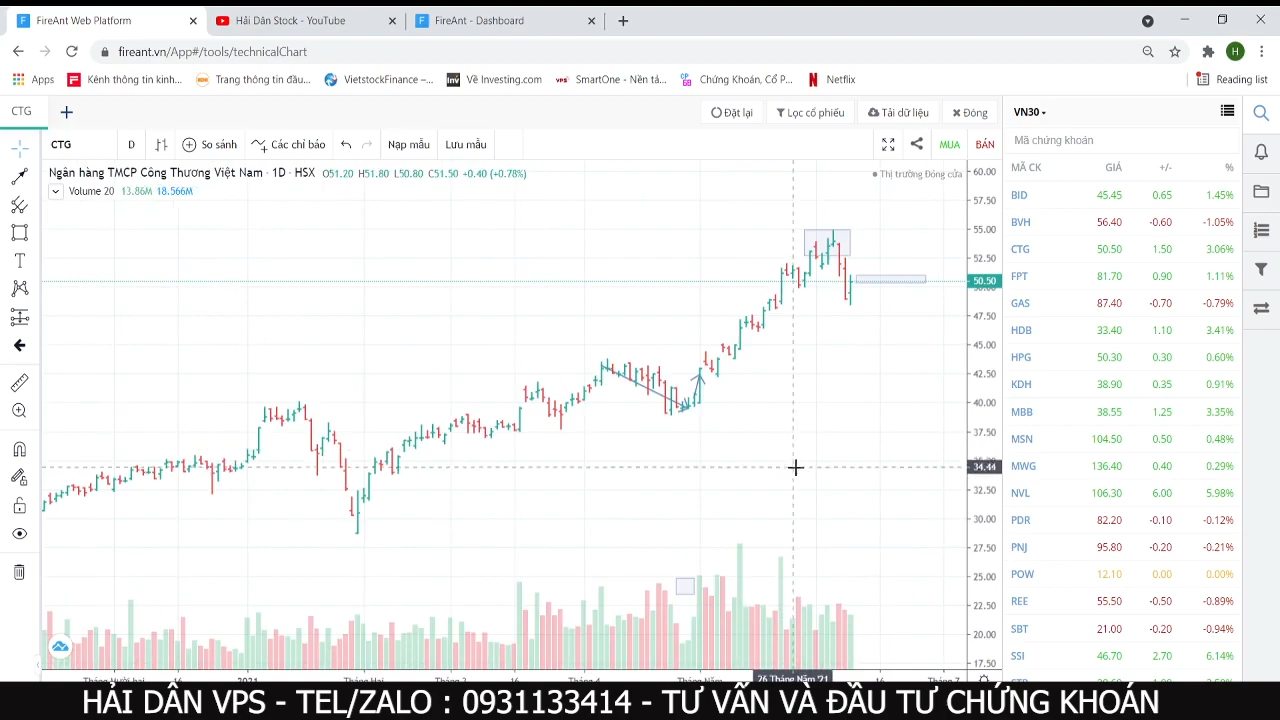 FireAnt Web Platform
Hải Dân Stock - YouTube
FireAnt - Dashboard
fireant.vn/App#/tools/technicalChart
H
Apps
Kênh thông tin kinh...
Trang thông tin đầu...
VietstockFinance –...
Về Investing.com
SmartOne - Nền tả...
Chứng Khoán, Cổ P...
Netflix
Reading list
CTG
Đặt lại
Lọc cổ phiếu
Tải dữ liệu
Đóng
VN30
CTG
D
So sánh
Các chỉ báo
Nạp mẫu
Lưu mẫu
MUA
BÁN
Mã chứng khoán
Ngân hàng TMCP Công Thương Việt Nam · 1D · HSX O51.20 H51.80 L50.80 C51.50 +0.40 (+0.78%)
Thị trường Đóng cửa
Volume 20 13.86M 18.566M
60.00
57.50
55.00
52.50
50.50
50.00
47.50
45.00
42.50
40.00
37.50
34.44
32.50
30.00
27.50
25.00
22.50
20.00
17.50
MÃ CK GIÁ +/- %
BID 45.45 0.65 1.45%
BVH 56.40 -0.60 -1.05%
CTG 50.50 1.50 3.06%
FPT 81.70 0.90 1.11%
GAS 87.40 -0.70 -0.79%
HDB 33.40 1.10 3.41%
HPG 50.30 0.30 0.60%
KDH 38.90 0.35 0.91%
MBB 38.55 1.25 3.35%
MSN 104.50 0.50 0.48%
MWG 136.40 0.40 0.29%
NVL 106.30 6.00 5.98%
PDR 82.20 -0.10 -0.12%
PNJ 95.80 -0.20 -0.21%
POW 12.10 0.00 0.00%
REE 55.50 -0.50 -0.89%
SBT 21.00 -0.20 -0.94%
SSI 46.70 2.70 6.14%
26 Tháng Năm '21
HẢI DÂN VPS - TEL/ZALO : 0931133414 - TƯ VẤN VÀ ĐẦU TƯ CHỨNG KHOÁN